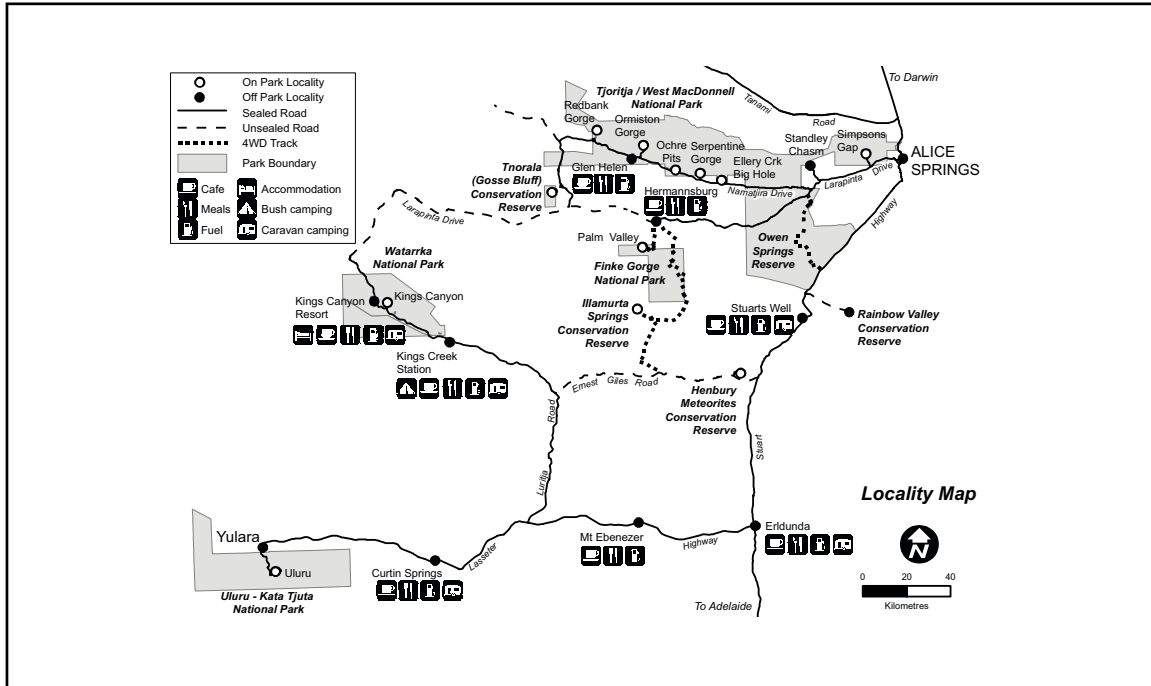 On Park Locality
Off Park Locality
Sealed Road
Unsealed Road
4WD Track
Park Boundary
Cafe
Accommodation
Meals
Bush camping
Fuel
Caravan camping
To Darwin
Tanami
Road
Tjoritja / West MacDonnell
National Park
Redbank
Gorge
Ormiston
Gorge
Ochre
Pits
Serpentine
Gorge
Ellery Crk
Big Hole
Standley
Chasm
Simpsons
Gap
ALICE
SPRINGS
Glen Helen
Namatjira Drive
Larapinta Drive
Highway
Tnorala
(Gosse Bluff)
Conservation
Reserve
Hermannsburg
Larapinta Drive
Palm Valley
Finke Gorge
National Park
Owen
Springs
Reserve
Watarrka
National Park
Kings Canyon
Kings Canyon
Resort
Illamurta
Springs
Conservation
Reserve
Stuarts Well
Rainbow Valley
Conservation
Reserve
Kings Creek
Station
Ernest Giles Road
Henbury
Meteorites
Conservation
Reserve
Road
Luritja
Stuart
Locality Map
N
0 20 40
Kilometres
Yulara
Uluru
Uluru - Kata Tjuta
National Park
Curtin Springs
Lasseter
Mt Ebenezer
Highway
Erldunda
To Adelaide